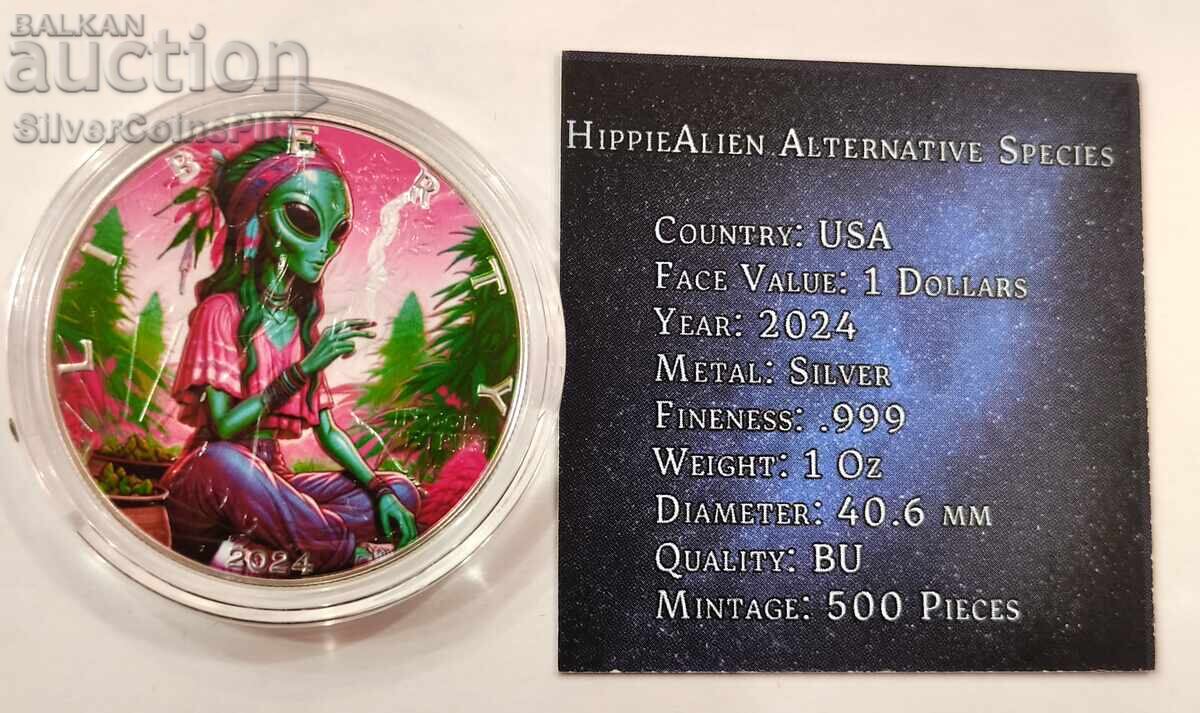 BALKAN
auction
SilverCoinsPlus
LIBERTY
2024
HippieAlien Alternative Species
Country: USA
Face Value: 1 Dollars
Year: 2024
Metal: Silver
Fineness: .999
Weight: 1 Oz
Diameter: 40.6 mm
Quality: BU
Mintage: 500 Pieces